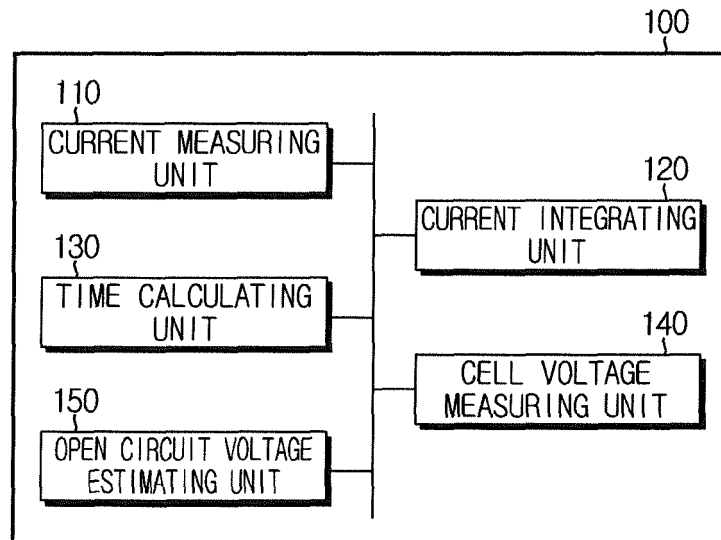 100
110
CURRENT MEASURING
UNIT
120
CURRENT INTEGRATING
UNIT
130
TIME CALCULATING
UNIT
140
CELL VOLTAGE
MEASURING UNIT
150
OPEN CIRCUIT VOLTAGE
ESTIMATING UNIT